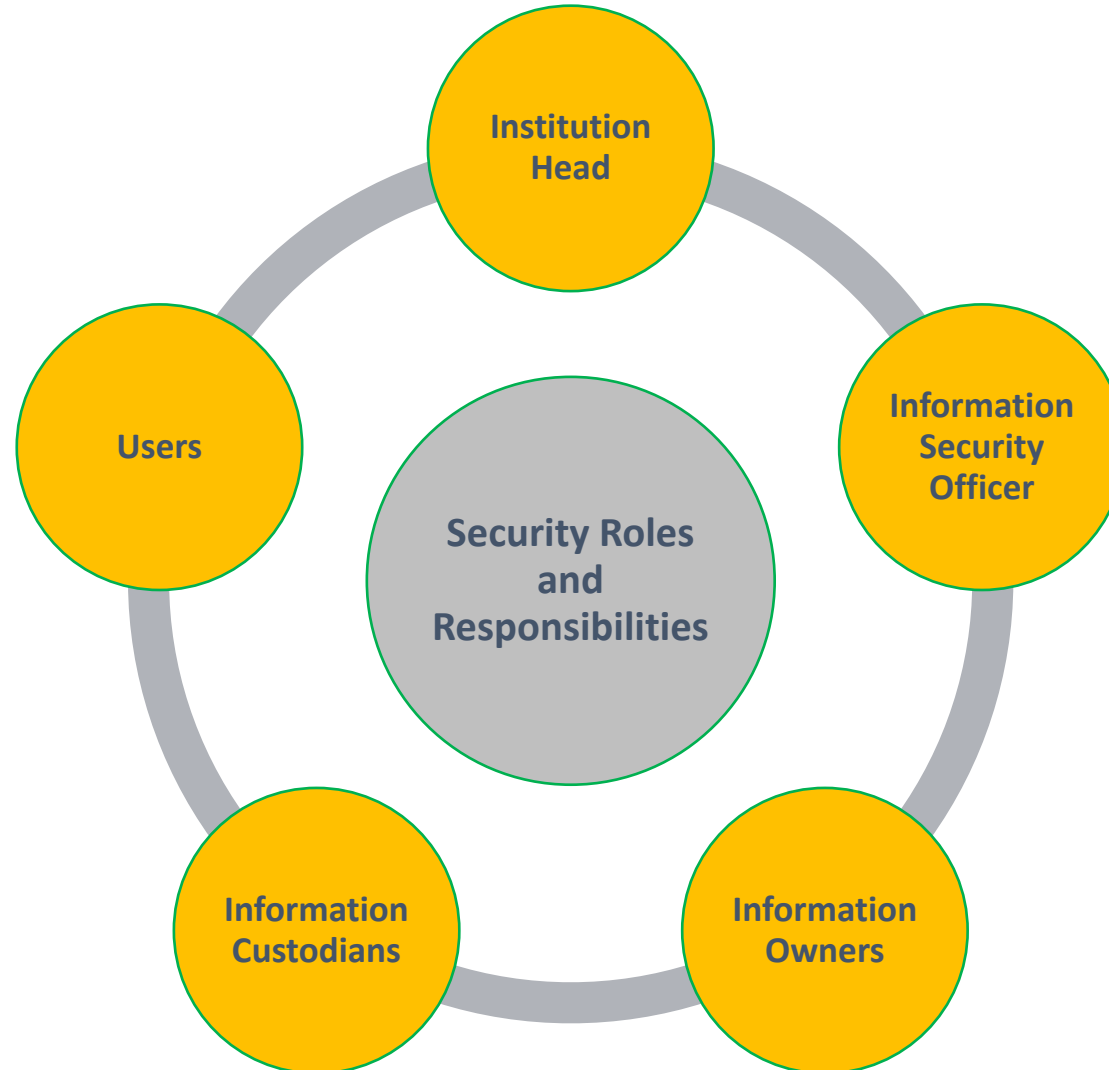 Institution
Head
Information
Security
Officer
Users
Security Roles
and
Responsibilities
Information
Custodians
Information
Owners